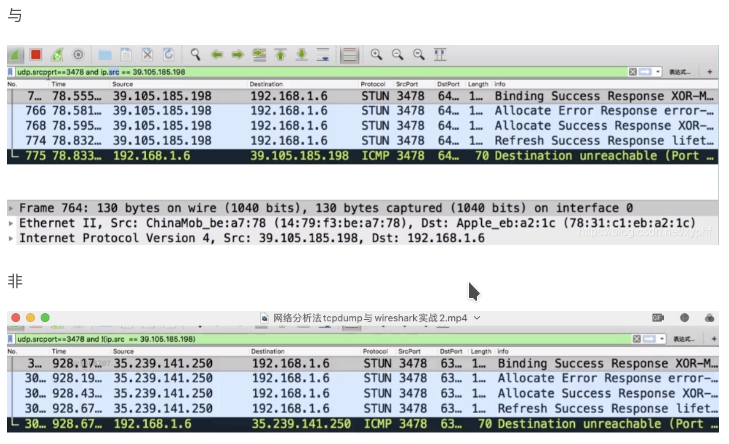 与
udp.srcpprt==3478 and ip.src == 39.105.185.198
表达式…
+
No. Time Source Destination Protocol SrcPort DstPort Length Info
7… 78.555… 39.105.185.198 192.168.1.6 STUN 3478 64… 1… Binding Success Response XOR-M…
766 78.581… 39.105.185.198 192.168.1.6 STUN 3478 64… 1… Allocate Error Response error-…
768 78.595… 39.105.185.198 192.168.1.6 STUN 3478 64… 1… Allocate Success Response XOR-…
774 78.832… 39.105.185.198 192.168.1.6 STUN 3478 64… 1… Refresh Success Response lifet…
775 78.833… 192.168.1.6 39.105.185.198 ICMP 3478 64… 70 Destination unreachable (Port …
Frame 764: 130 bytes on wire (1040 bits), 130 bytes captured (1040 bits) on interface 0
Ethernet II, Src: ChinaMob_be:a7:78 (14:79:f3:be:a7:78), Dst: Apple_eb:a2:1c (78:31:c1:eb:a2:1c)
Internet Protocol Version 4, Src: 39.105.185.198, Dst: 192.168.1.6
非
网络分析法tcpdump与wireshark实战2.mp4
udp.srcport==3478 and !(ip.src == 39.105.185.198)
表达式…
+
No. Time Source Destination Protocol SrcPort DstPort Length Info
3… 928.17… 35.239.141.250 192.168.1.6 STUN 3478 63… 1… Binding Success Response XOR-M…
30… 928.19… 35.239.141.250 192.168.1.6 STUN 3478 63… 1… Allocate Error Response error-…
30… 928.43… 35.239.141.250 192.168.1.6 STUN 3478 63… 1… Allocate Success Response XOR-…
30… 928.67… 35.239.141.250 192.168.1.6 STUN 3478 63… 1… Refresh Success Response lifet…
30… 928.67… 192.168.1.6 35.239.141.250 ICMP 3478 63… 70 Destination unreachable (Port …